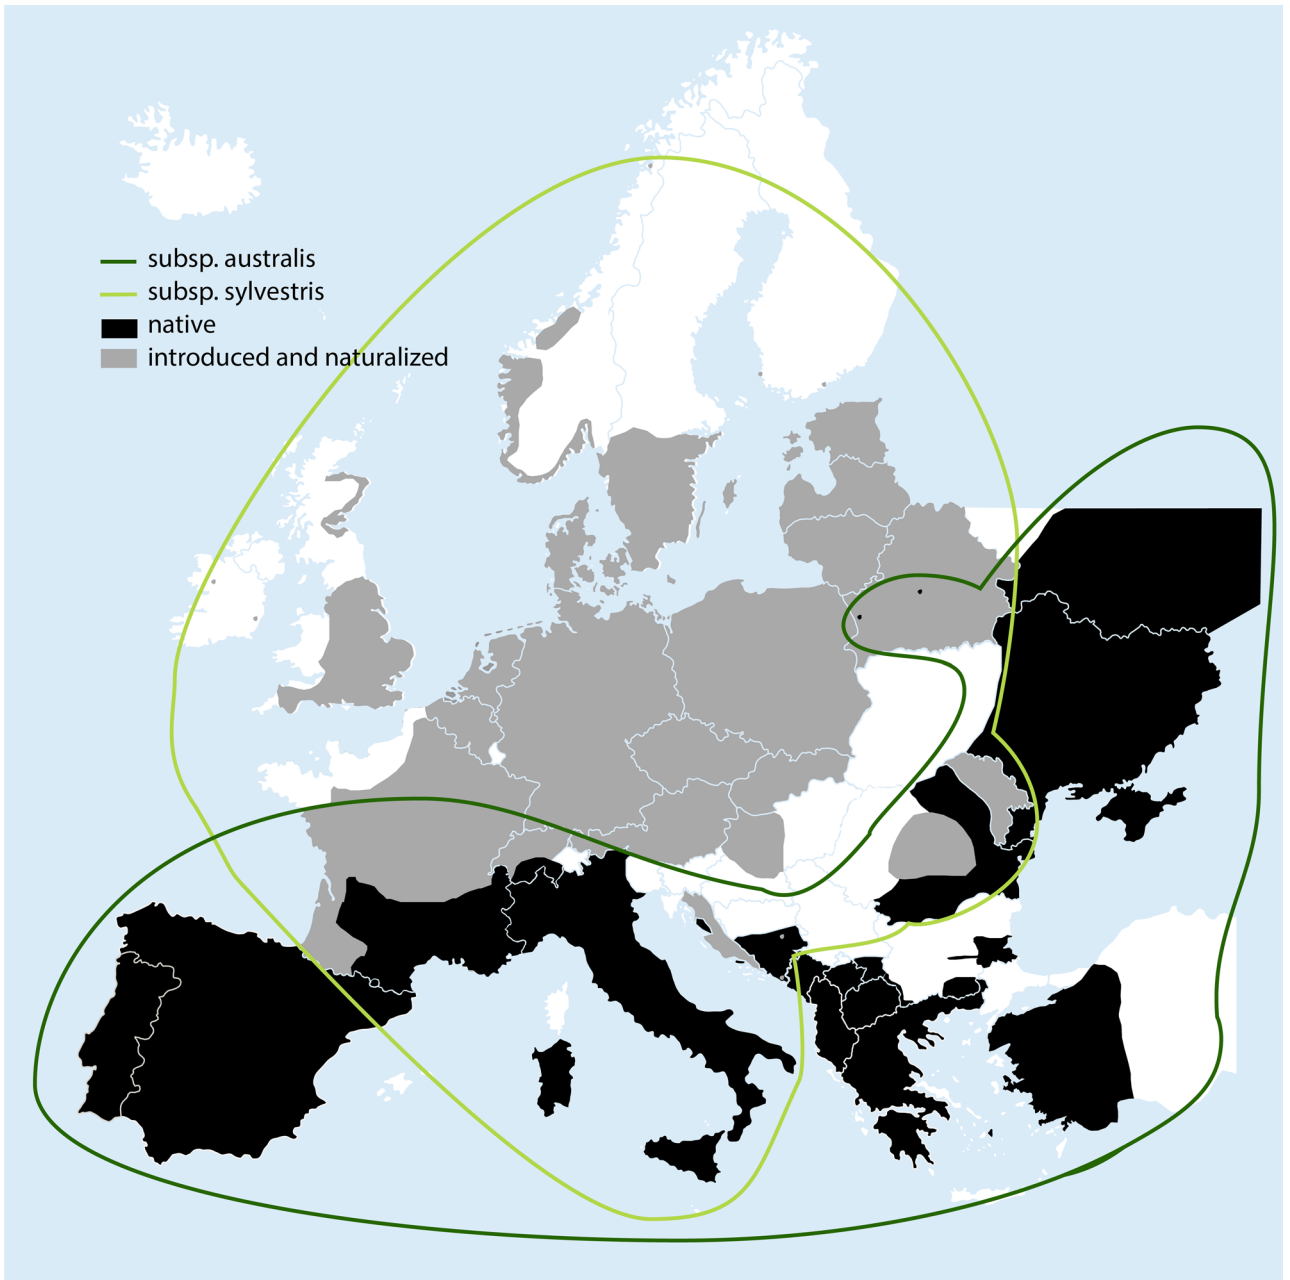 subsp. australis
subsp. sylvestris
native
introduced and naturalized